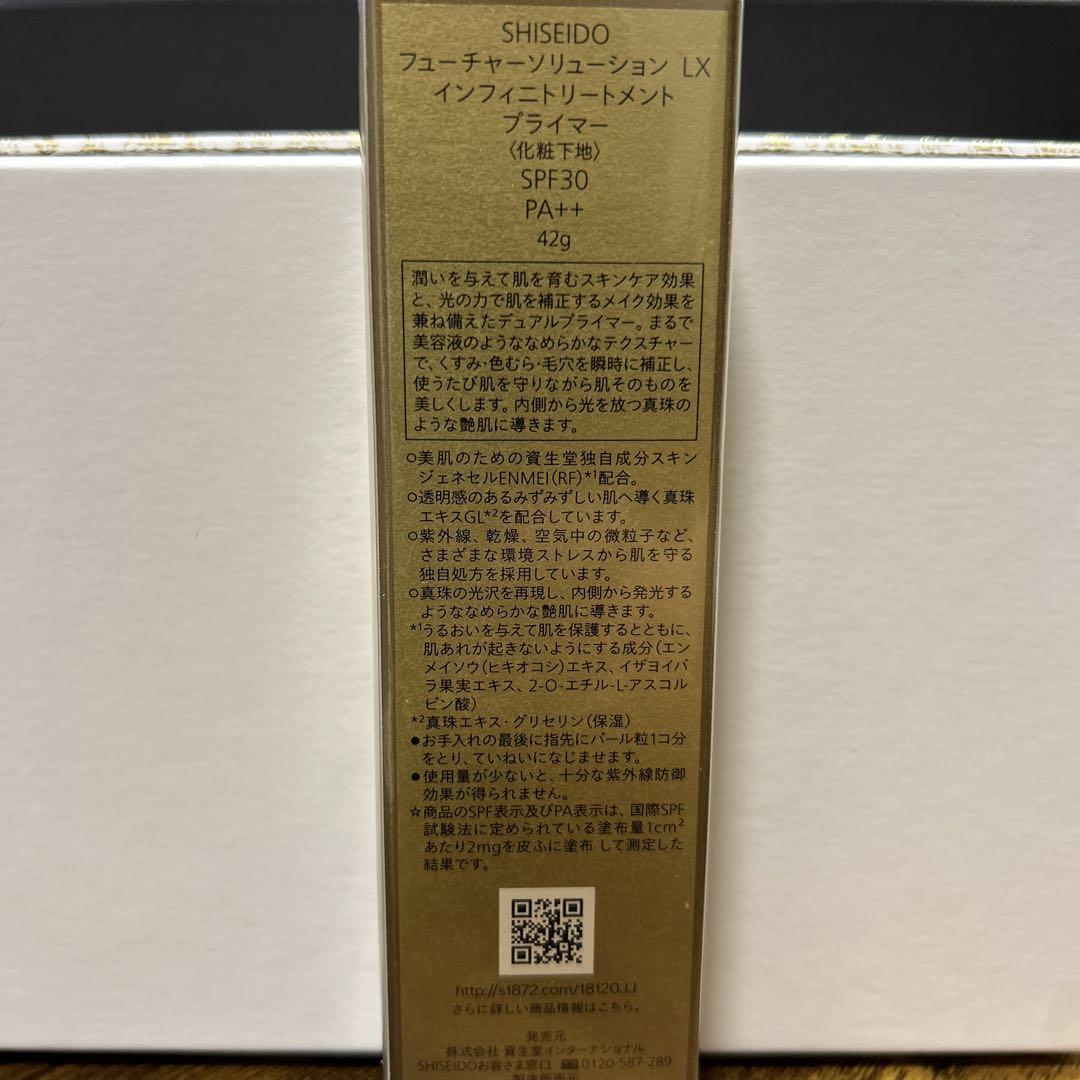 SHISEIDO
フューチャーソリューション LX
インフィニトリートメント
プライマー
〈化粧下地〉
SPF30
PA++
42g
潤いを与えて肌を育むスキンケア効果
と、光の力で肌を補正するメイク効果を
兼ね備えたデュアルプライマー。まるで
美容液のようななめらかなテクスチャー
で、くすみ・色むら・毛穴を瞬時に補正し、
使うたび肌を守りながら肌そのものを
美しくします。内側から光を放つ真珠の
ような艶肌に導きます。
○美肌のための資生堂独自成分スキン
ジェネセルENMEI(RF)*1配合。
○透明感のあるみずみずしい肌へ導く真珠
エキスGL*2を配合しています。
○紫外線、乾燥、空気中の微粒子など、
さまざまな環境ストレスから肌を守る
独自処方を採用しています。
○真珠の光沢を再現し、内側から発光する
ようななめらかな艶肌に導きます。
*1うるおいを与えて肌を保護するとともに、
肌あれが起きないようにする成分(エン
メイソウ(ヒキオコシ)エキス、イザヨイバ
ラ果実エキス、2-O-エチル-L-アスコル
ビン酸)
*2真珠エキス・グリセリン(保湿)
●お手入れの最後に指先にパール粒1コ分
をとり、ていねいになじませます。
●使用量が少ないと、十分な紫外線防御
効果が得られません。
☆商品のSPF表示及びPA表示は、国際SPF
試験法に定められている塗布量1cm²
あたり2mgを皮ふに塗布 して測定した
結果です。
http://s1872.com/18120JJ
さらに詳しい商品情報はこちら。
発売元
株式会社 資生堂インターナショナル
SHISEIDOお客さま窓口 0120-587-289
製造販売元